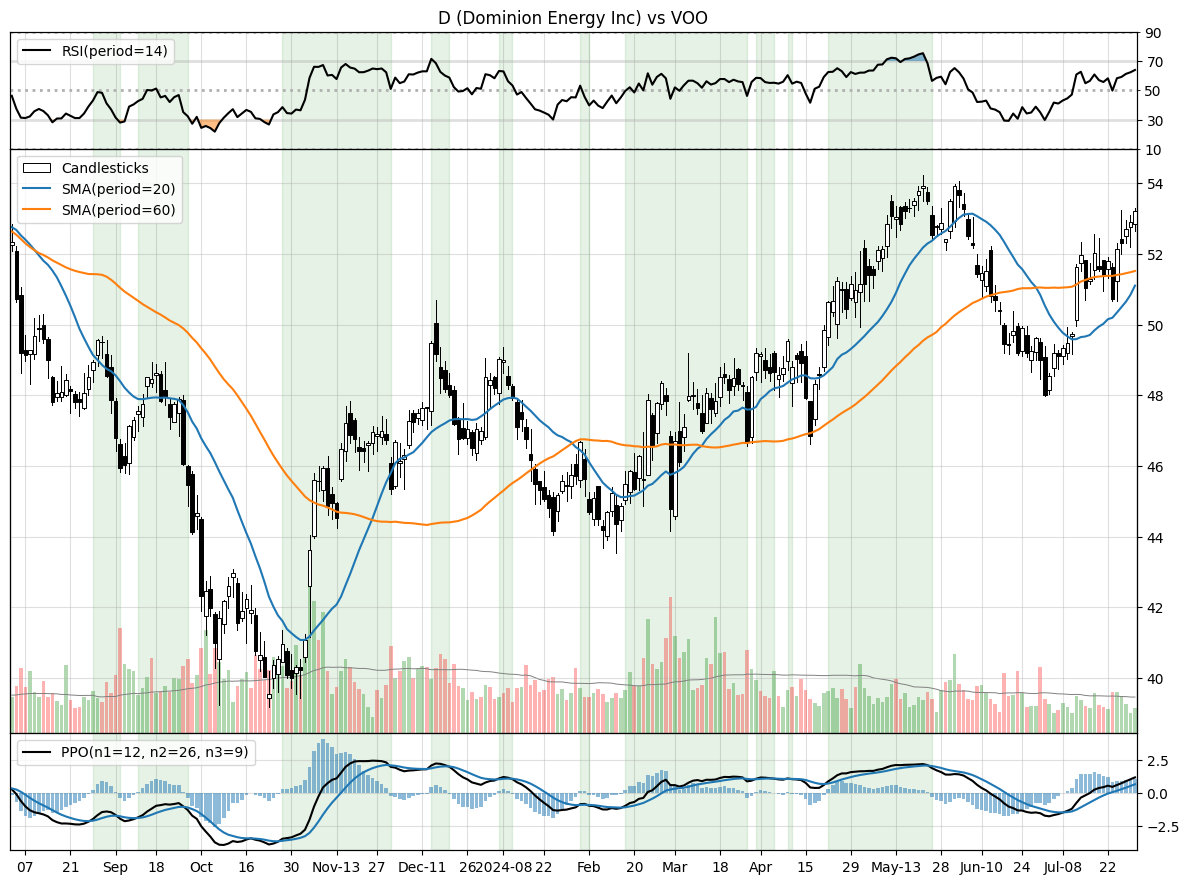 D (Dominion Energy Inc) vs VOO
RSI(period=14)
90
70
50
30
10
Candlesticks
SMA(period=20)
SMA(period=60)
54
52
50
48
46
44
42
40
PPO(n1=12, n2=26, n3=9)
2.5
0.0
−2.5
07 21 Sep 18 Oct 16 30 Nov-13 27 Dec-11 26 2024-08 22 Feb 20 Mar 18 Apr 15 29 May-13 28 Jun-10 24 Jul-08 22